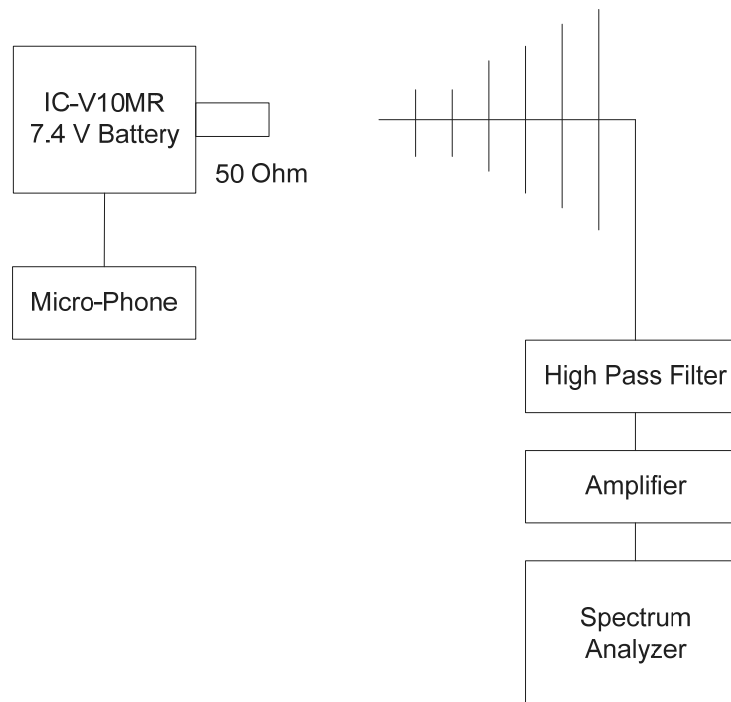 IC-V10MR
7.4 V Battery
50 Ohm
Micro-Phone
High Pass Filter
Amplifier
Spectrum
Analyzer